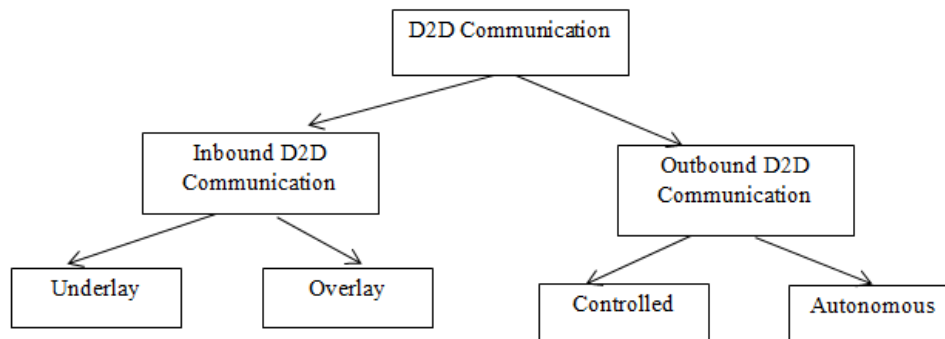 D2D Communication
Inbound D2D
Communication
Outbound D2D
Communication
Underlay
Overlay
Controlled
Autonomous